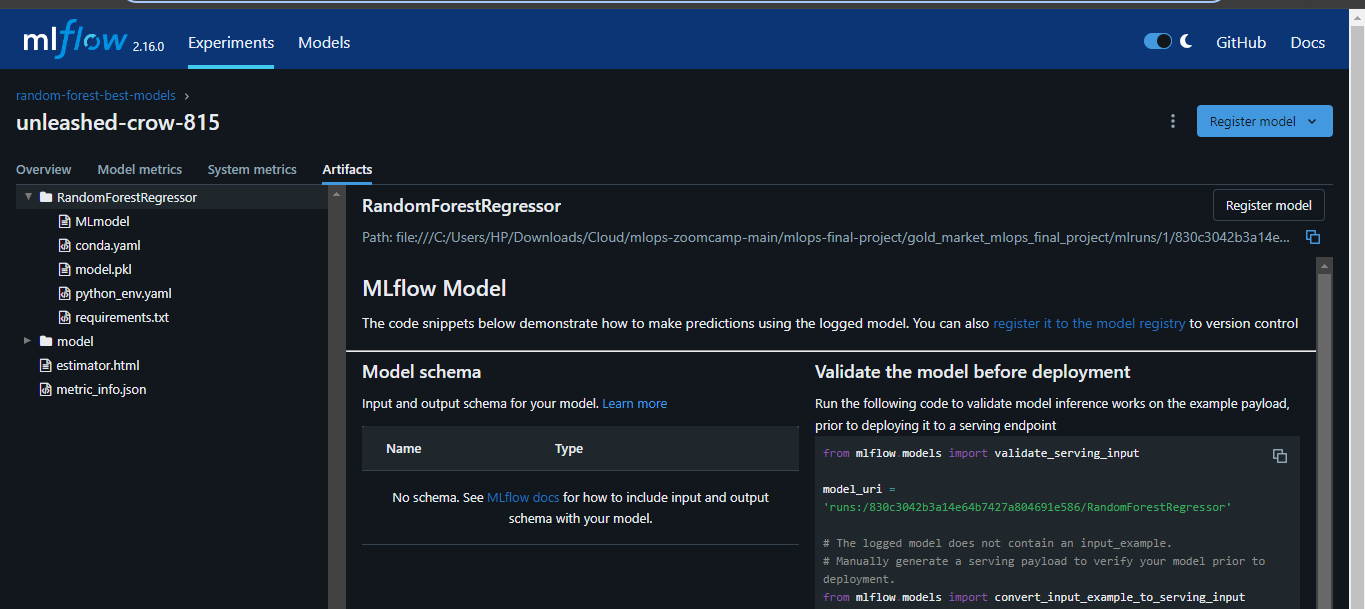 mlflow 2.16.0 Experiments Models GitHub Docs
random-forest-best-models >
unleashed-crow-815
Register model
Overview Model metrics System metrics Artifacts
RandomForestRegressor
MLmodel
conda.yaml
model.pkl
python_env.yaml
requirements.txt
model
estimator.html
metric_info.json
RandomForestRegressor
Register model
Path: file:///C:/Users/HP/Downloads/Cloud/mlops-zoomcamp-main/mlops-final-project/gold_market_mlops_final_project/mlruns/1/830c3042b3a14e...
MLflow Model
The code snippets below demonstrate how to make predictions using the logged model. You can also register it to the model registry to version control
Model schema
Input and output schema for your model. Learn more
Name Type
No schema. See MLflow docs for how to include input and output
schema with your model.
Validate the model before deployment
Run the following code to validate model inference works on the example payload,
prior to deploying it to a serving endpoint
from mlflow.models import validate_serving_input
model_uri =
'runs:/830c3042b3a14e64b7427a804691e586/RandomForestRegressor'
# The logged model does not contain an input_example.
# Manually generate a serving payload to verify your model prior to
deployment.
from mlflow.models import convert_input_example_to_serving_input